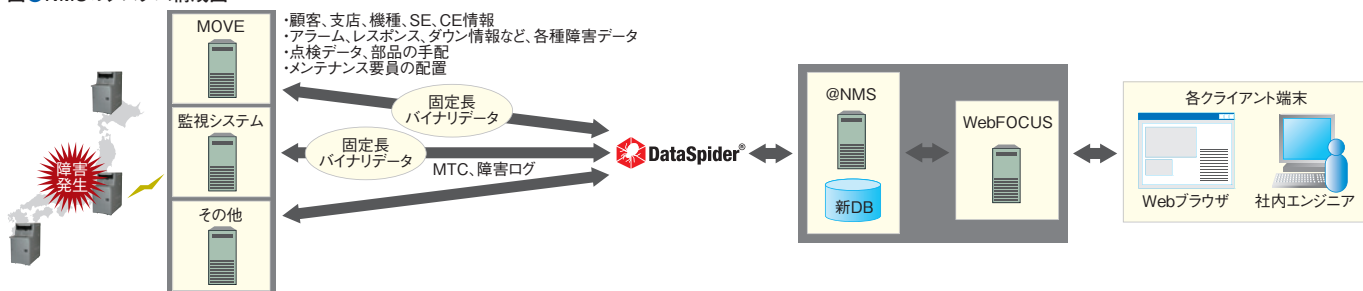 MOVE
・顧客、支店、機種、SE、CE情報
・アラーム、レスポンス、ダウン情報など、各種障害データ
・点検データ、部品の手配
・メンテナンス要員の配置
監視システム
その他
障害
発生
固定長
バイナリデータ
固定長
バイナリデータ
MTC、障害ログ
DataSpider®
@NMS
新DB
WebFOCUS
各クライアント端末
Webブラウザ
社内エンジニア